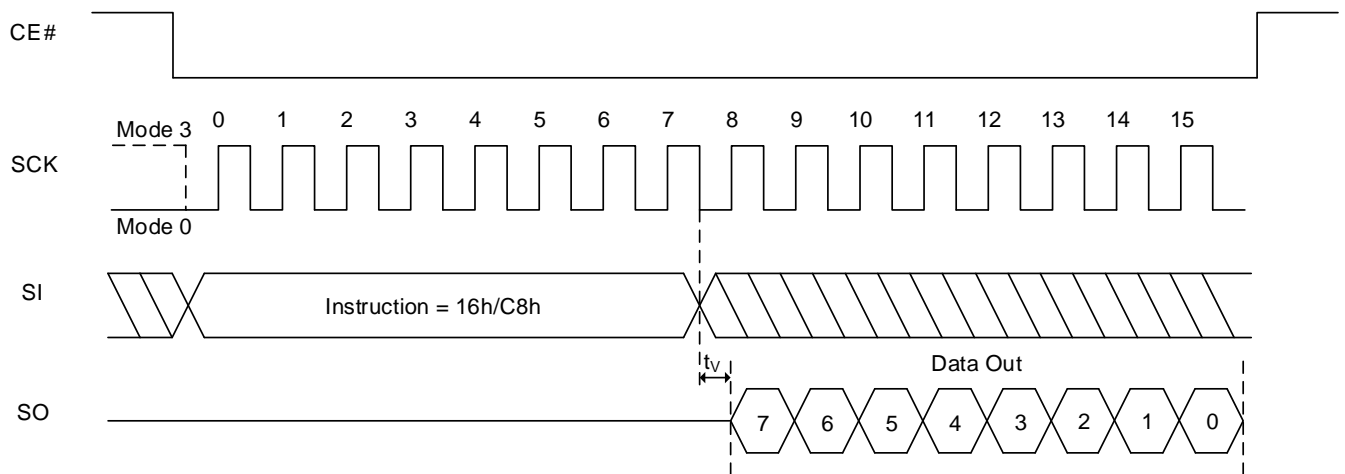 CE#
Mode 3
0 1 2 3 4 5 6 7 8 9 10 11 12 13 14 15
SCK
Mode 0
SI
Instruction = 16h/C8h
tV
Data Out
SO
7 6 5 4 3 2 1 0